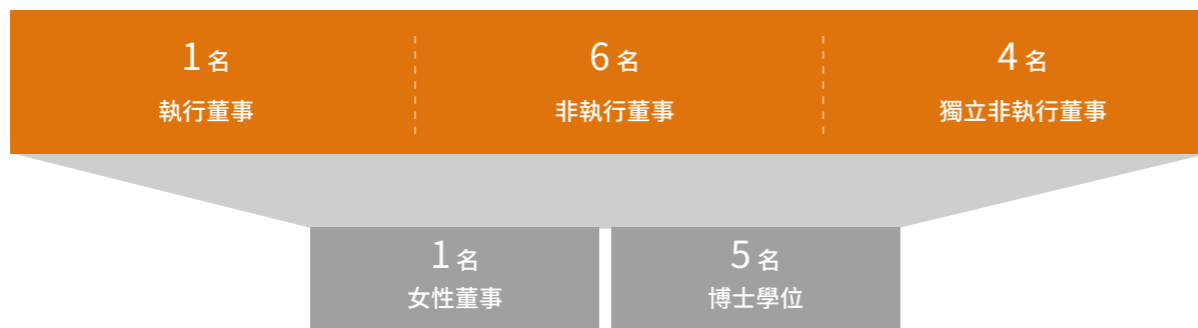 1 名
執行董事
6 名
非執行董事
4 名
獨立非執行董事
1 名
女性董事
5 名
博士學位